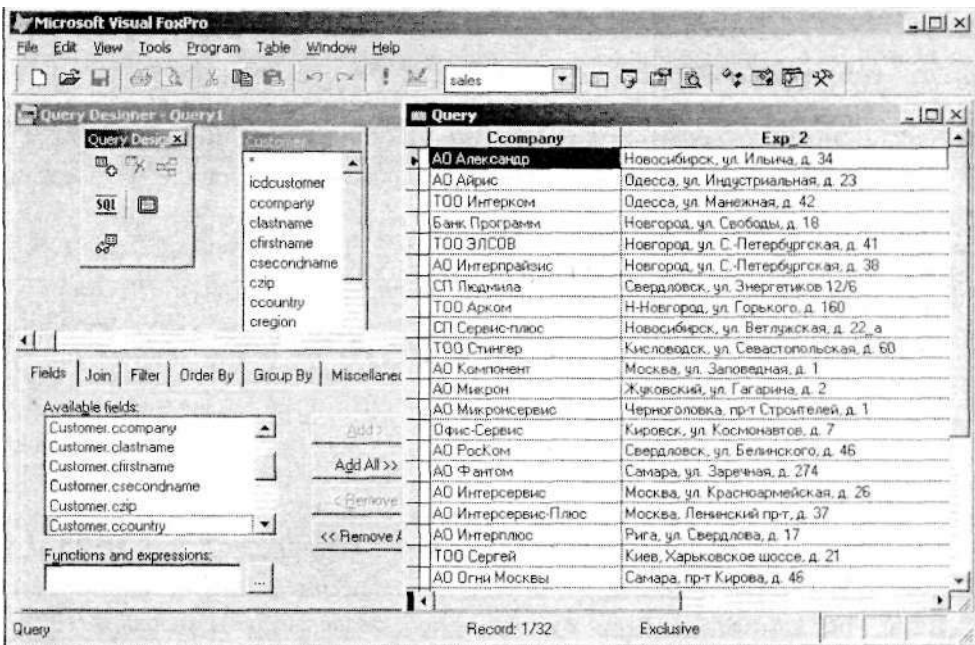 Microsoft Visual FoxPro
File Edit View Tools Program Table Window Help
sales
Query Designer - Query1
Query Desig
SQL
Customer
*
icdcustomer
ccompany
clastname
cfirstname
csecondname
czip
ccountry
cregion
Fields Join Filter Order By Group By Miscellanec
Available fields:
Customer.ccompany
Customer.clastname
Customer.cfirstname
Customer.csecondname
Customer.czip
Customer.ccountry
Add >
Add All >>
< Remove
<< Remove A
Functions and expressions:
...
Query
Ccompany Exp_2
АО Александр Новосибирск, ул. Ильича, д. 34
АО Айрис Одесса, ул. Индустриальная, д. 23
ТОО Интерком Одесса, ул. Манежная, д. 42
Банк Программ Новгород, ул. Свободы, д. 18
ТОО ЭЛСОВ Новгород, ул. С.-Петербургская, д. 41
АО Интерпрайзис Новгород, ул. С.-Петербургская, д. 38
СП Людмила Свердловск, ул. Энергетиков 12/6
ТОО Арком Н-Новгород, ул. Горького, д. 160
СП Сервис-плюс Новосибирск, ул. Ветлужская, д. 22_а
ТОО Стингер Кисловодск, ул. Севастопольская, д. 60
АО Компонент Москва, ул. Заповедная, д. 1
АО Микрон Жуковский, ул. Гагарина, д. 2
АО Микронсервис Черноголовка, пр-т Строителей, д. 1
Офис-Сервис Кировск, ул. Космонавтов, д. 7
АО РосКом Свердловск, ул. Белинского, д. 46
АО Фантом Самара, ул. Заречная, д. 274
АО Интерсервис Москва, ул. Красноармейская, д. 26
АО Интерсервис-Плюс Москва, Ленинский пр-т, д. 37
АО Интерплюс Рига, ул. Свердлова, д. 17
ТОО Сергей Киев, Харьковское шоссе, д. 21
АО Огни Москвы Самара, пр-т Кирова, д. 46
Query Record: 1/32 Exclusive